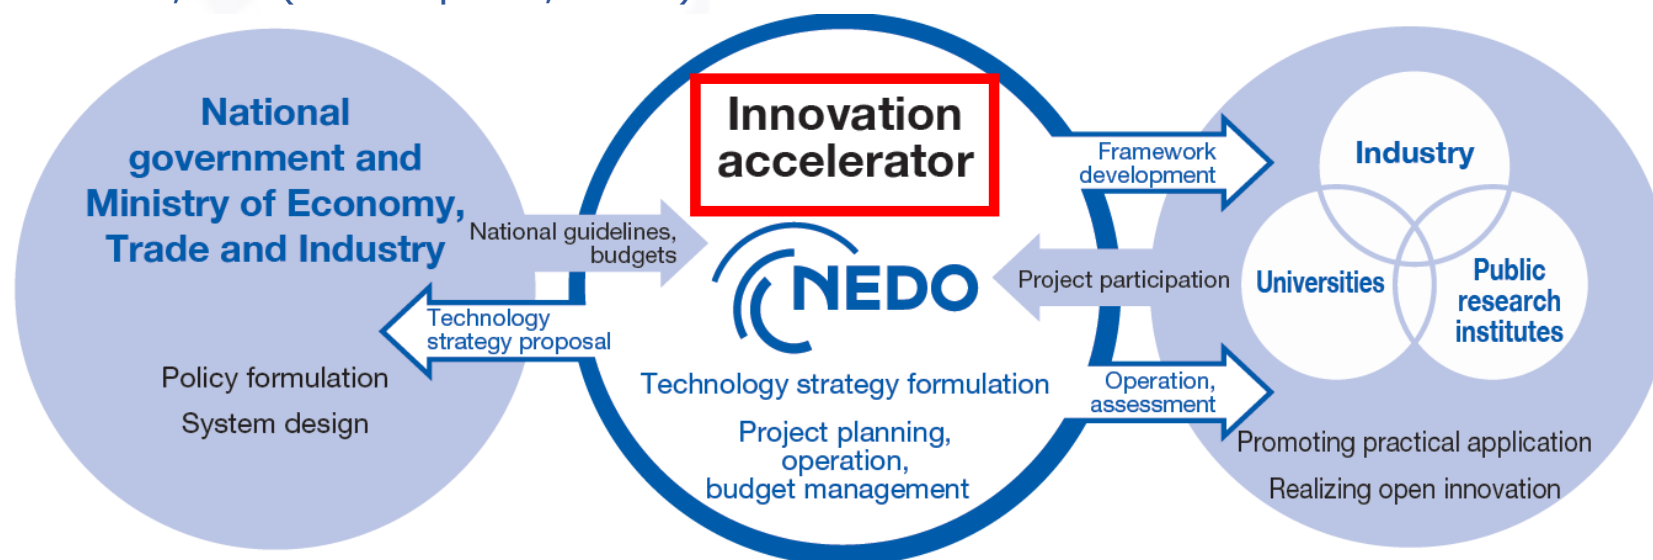 National
government and
Ministry of Economy,
Trade and Industry
Policy formulation
System design
National guidelines,
budgets
Technology
strategy proposal
Innovation
accelerator
NEDO
Technology strategy formulation
Project planning,
operation,
budget management
Framework
development
Project participation
Operation,
assessment
Industry
Universities
Public
research
institutes
Promoting practical application
Realizing open innovation